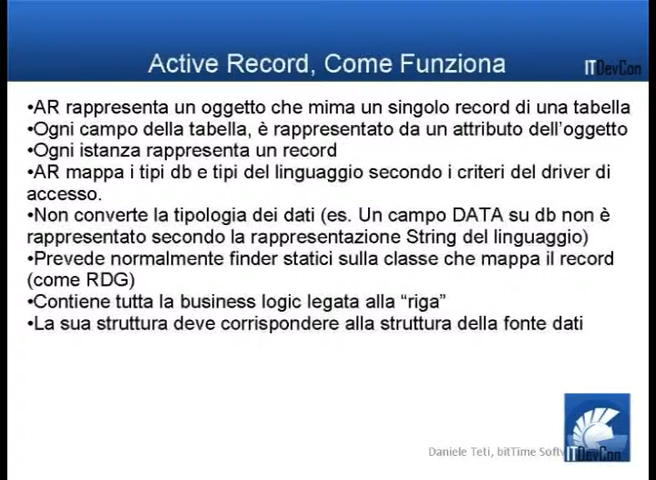 Active Record, Come Funziona
ITDevCon
•AR rappresenta un oggetto che mima un singolo record di una tabella
•Ogni campo della tabella, è rappresentato da un attributo dell'oggetto
•Ogni istanza rappresenta un record
•AR mappa i tipi db e tipi del linguaggio secondo i criteri del driver di
accesso.
•Non converte la tipologia dei dati (es. Un campo DATA su db non è
rappresentato secondo la rappresentazione String del linguaggio)
•Prevede normalmente finder statici sulla classe che mappa il record
(come RDG)
•Contiene tutta la business logic legata alla “riga”
•La sua struttura deve corrispondere alla struttura della fonte dati
Daniele Teti, bitTime
ITDevCon